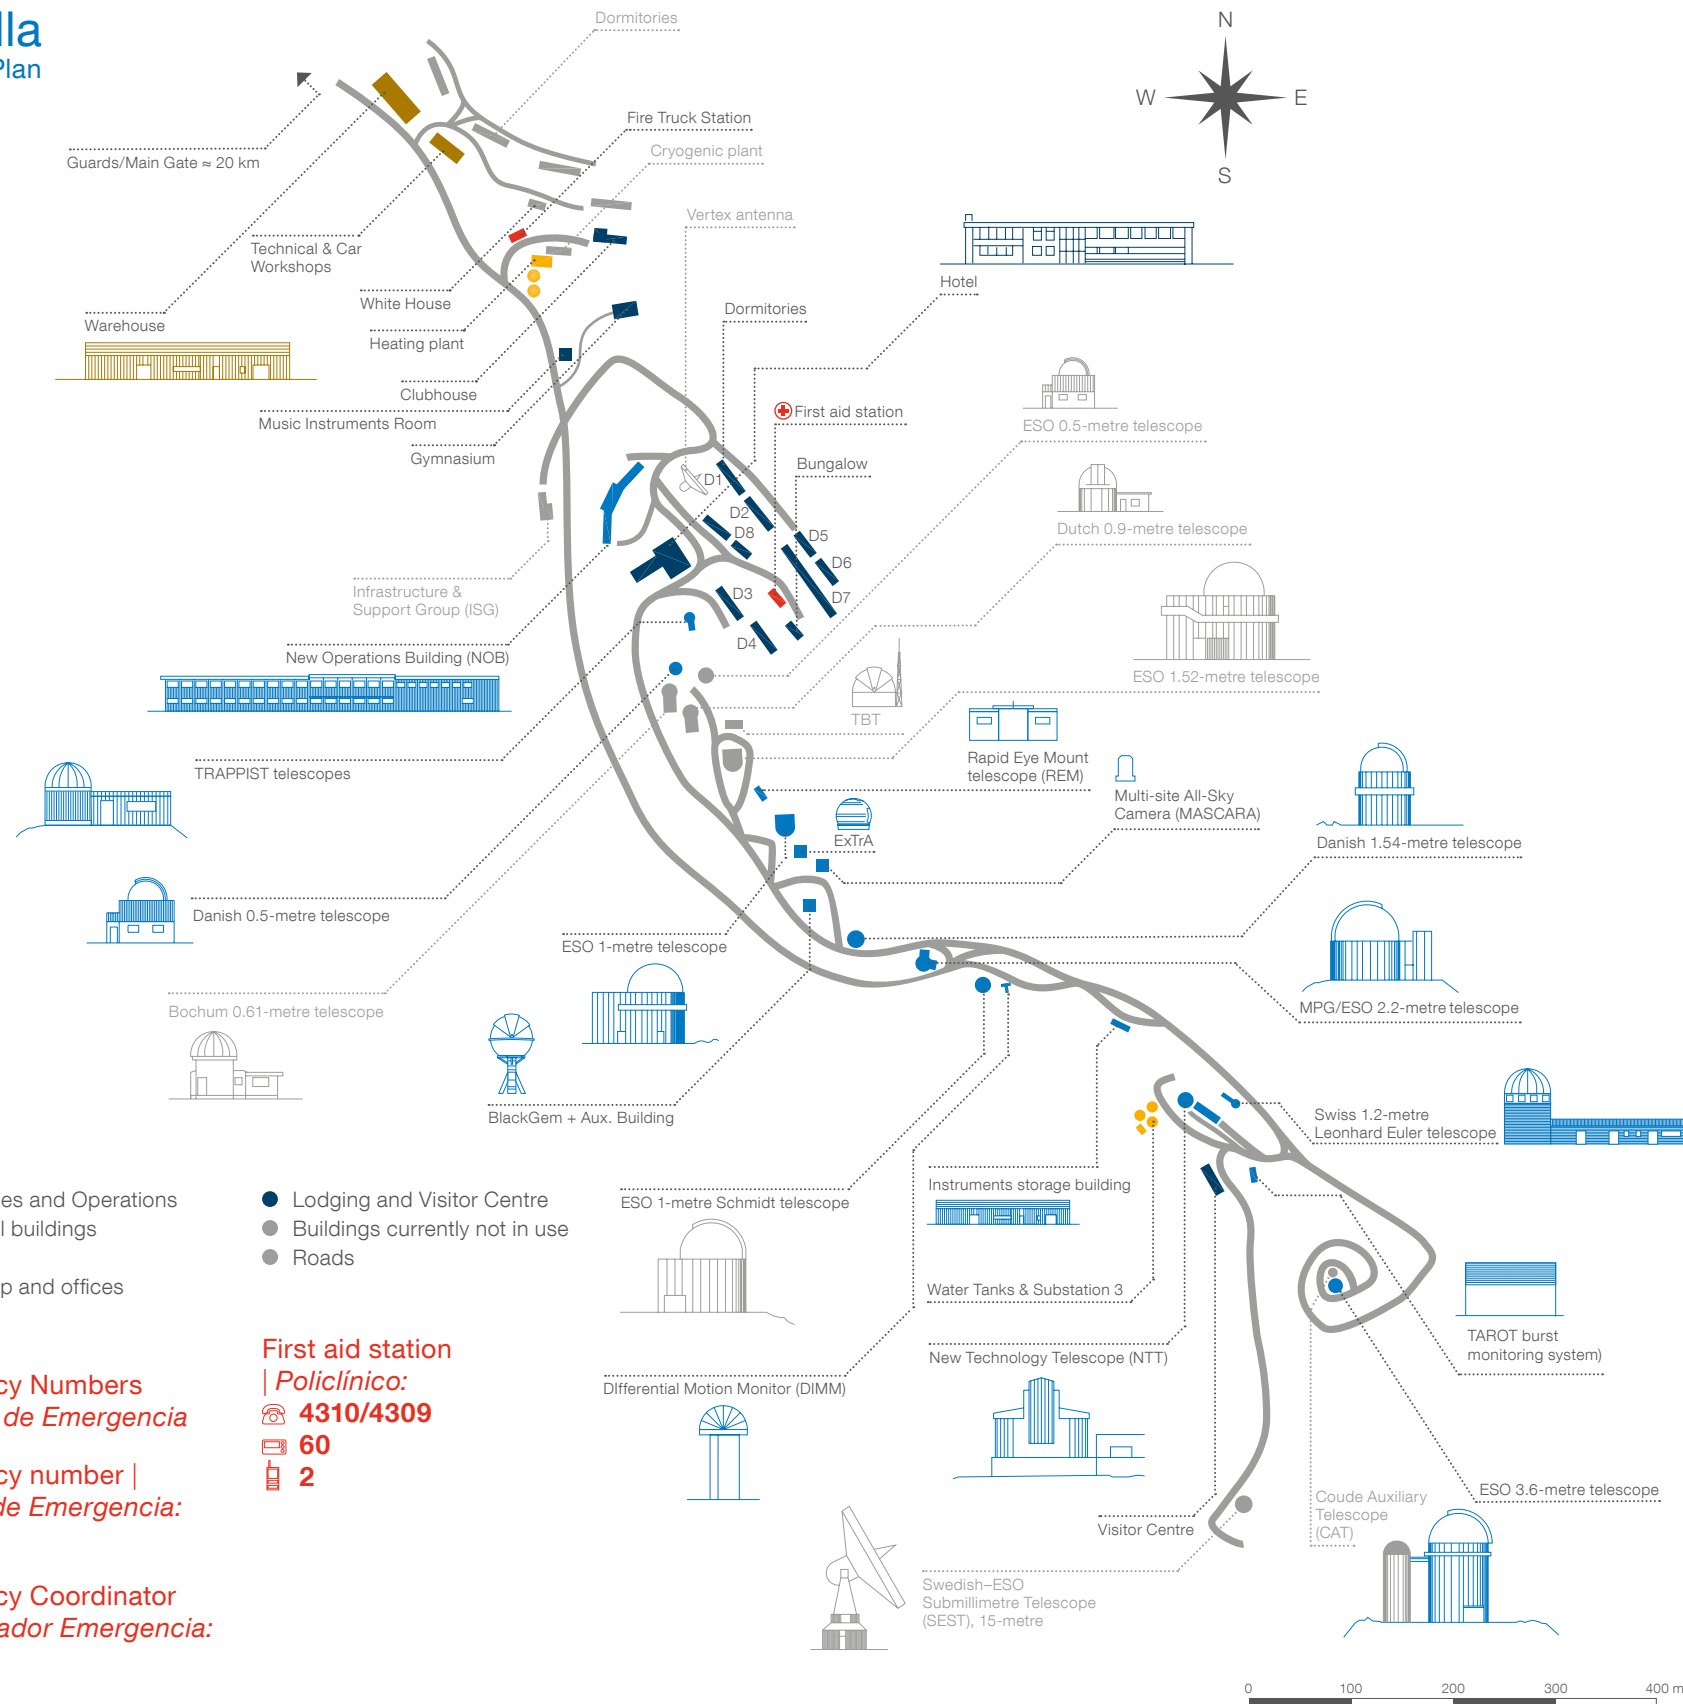 lla
Plan
Dormitories
N
W
E
S
Fire Truck Station
Cryogenic plant
Guards/Main Gate ≈ 20 km
Technical & Car
Workshops
Vertex antenna
White House
Hotel
Warehouse
Heating plant
Dormitories
Clubhouse
Music Instruments Room
Gymnasium
First aid station
Bungalow
ESO 0.5-metre telescope
D1
D2
D8
D5
D6
D7
D3
D4
Dutch 0.9-metre telescope
Infrastructure &
Support Group (ISG)
New Operations Building (NOB)
ESO 1.52-metre telescope
TBT
TRAPPIST telescopes
Rapid Eye Mount
telescope (REM)
Multi-site All-Sky
Camera (MASCARA)
ExTrA
Danish 1.54-metre telescope
Danish 0.5-metre telescope
ESO 1-metre telescope
Bochum 0.61-metre telescope
MPG/ESO 2.2-metre telescope
BlackGem + Aux. Building
Swiss 1.2-metre
Leonhard Euler telescope
Instruments storage building
ESO 1-metre Schmidt telescope
es and Operations
l buildings
p and offices
Lodging and Visitor Centre
Buildings currently not in use
Roads
Water Tanks & Substation 3
New Technology Telescope (NTT)
TAROT burst
monitoring system)
DIfferential Motion Monitor (DIMM)
First aid station
| Policlínico:
4310/4309
60
2
cy Numbers
de Emergencia
cy number |
de Emergencia:
cy Coordinator
ador Emergencia:
Visitor Centre
Coude Auxiliary
Telescope
(CAT)
ESO 3.6-metre telescope
Swedish–ESO
Submillimetre Telescope
(SEST), 15-metre
0 100 200 300 400 m